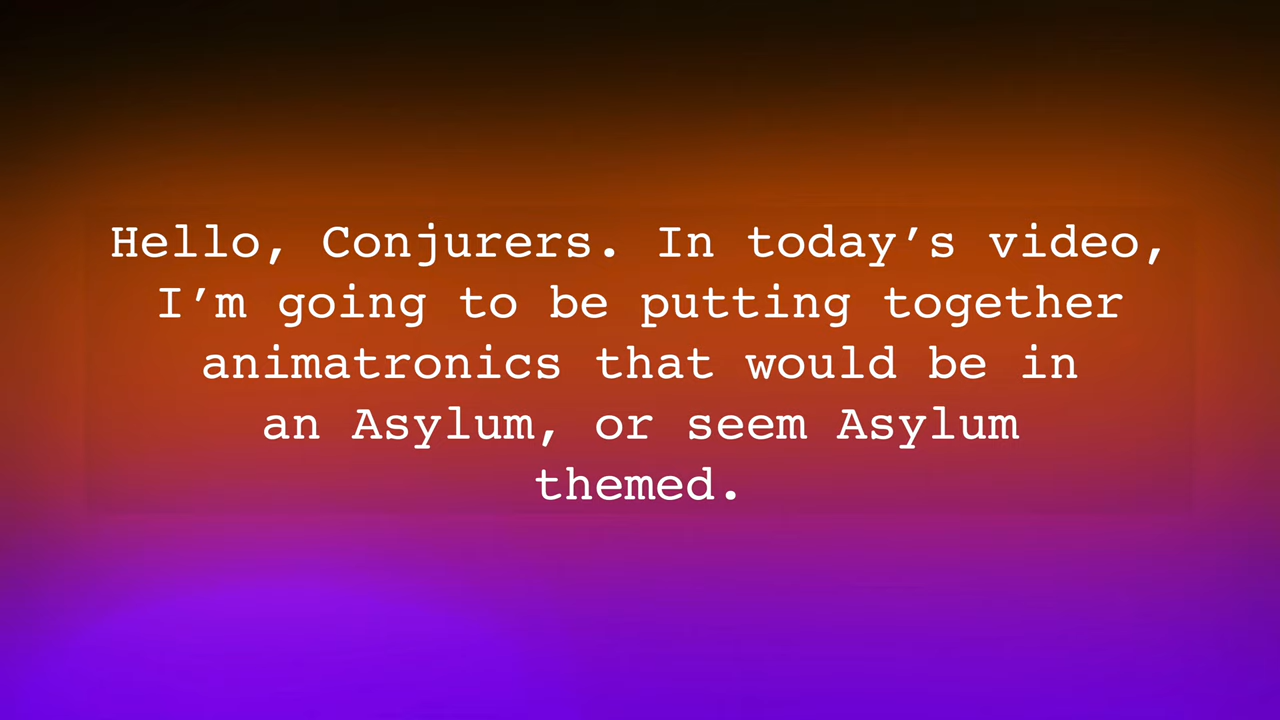 Hello, Conjurers. In today’s video,
I’m going to be putting together
animatronics that would be in
an Asylum, or seem Asylum
themed.